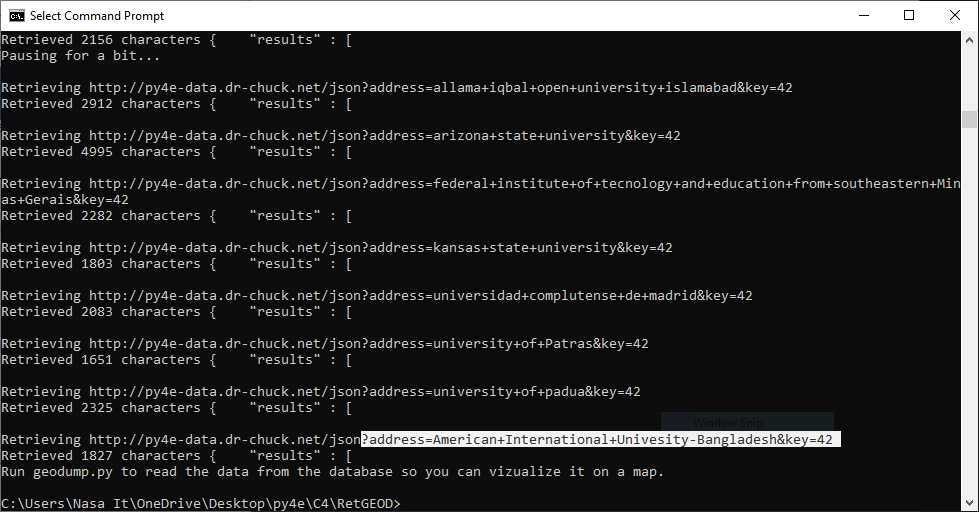 Select Command Prompt
Retrieved 2156 characters {    "results" : [
Pausing for a bit...
Retrieving http://py4e-data.dr-chuck.net/json?address=allama+iqbal+open+university+islamabad&key=42
Retrieved 2912 characters {    "results" : [
Retrieving http://py4e-data.dr-chuck.net/json?address=arizona+state+university&key=42
Retrieved 4995 characters {    "results" : [
Retrieving http://py4e-data.dr-chuck.net/json?address=federal+institute+of+tecnology+and+education+from+southeastern+Min
as+Gerais&key=42
Retrieved 2282 characters {    "results" : [
Retrieving http://py4e-data.dr-chuck.net/json?address=kansas+state+university&key=42
Retrieved 1803 characters {    "results" : [
Retrieving http://py4e-data.dr-chuck.net/json?address=universidad+complutense+de+madrid&key=42
Retrieved 2083 characters {    "results" : [
Retrieving http://py4e-data.dr-chuck.net/json?address=university+of+Patras&key=42
Retrieved 1651 characters {    "results" : [
Retrieving http://py4e-data.dr-chuck.net/json?address=university+of+padua&key=42
Retrieved 2325 characters {    "results" : [
Window Snip
Retrieving http://py4e-data.dr-chuck.net/json?address=American+International+Univesity-Bangladesh&key=42
Retrieved 1827 characters {    "results" : [
Run geodump.py to read the data from the database so you can vizualize it on a map.
C:\Users\Nasa It\OneDrive\Desktop\py4e\C4\RetGEOD>